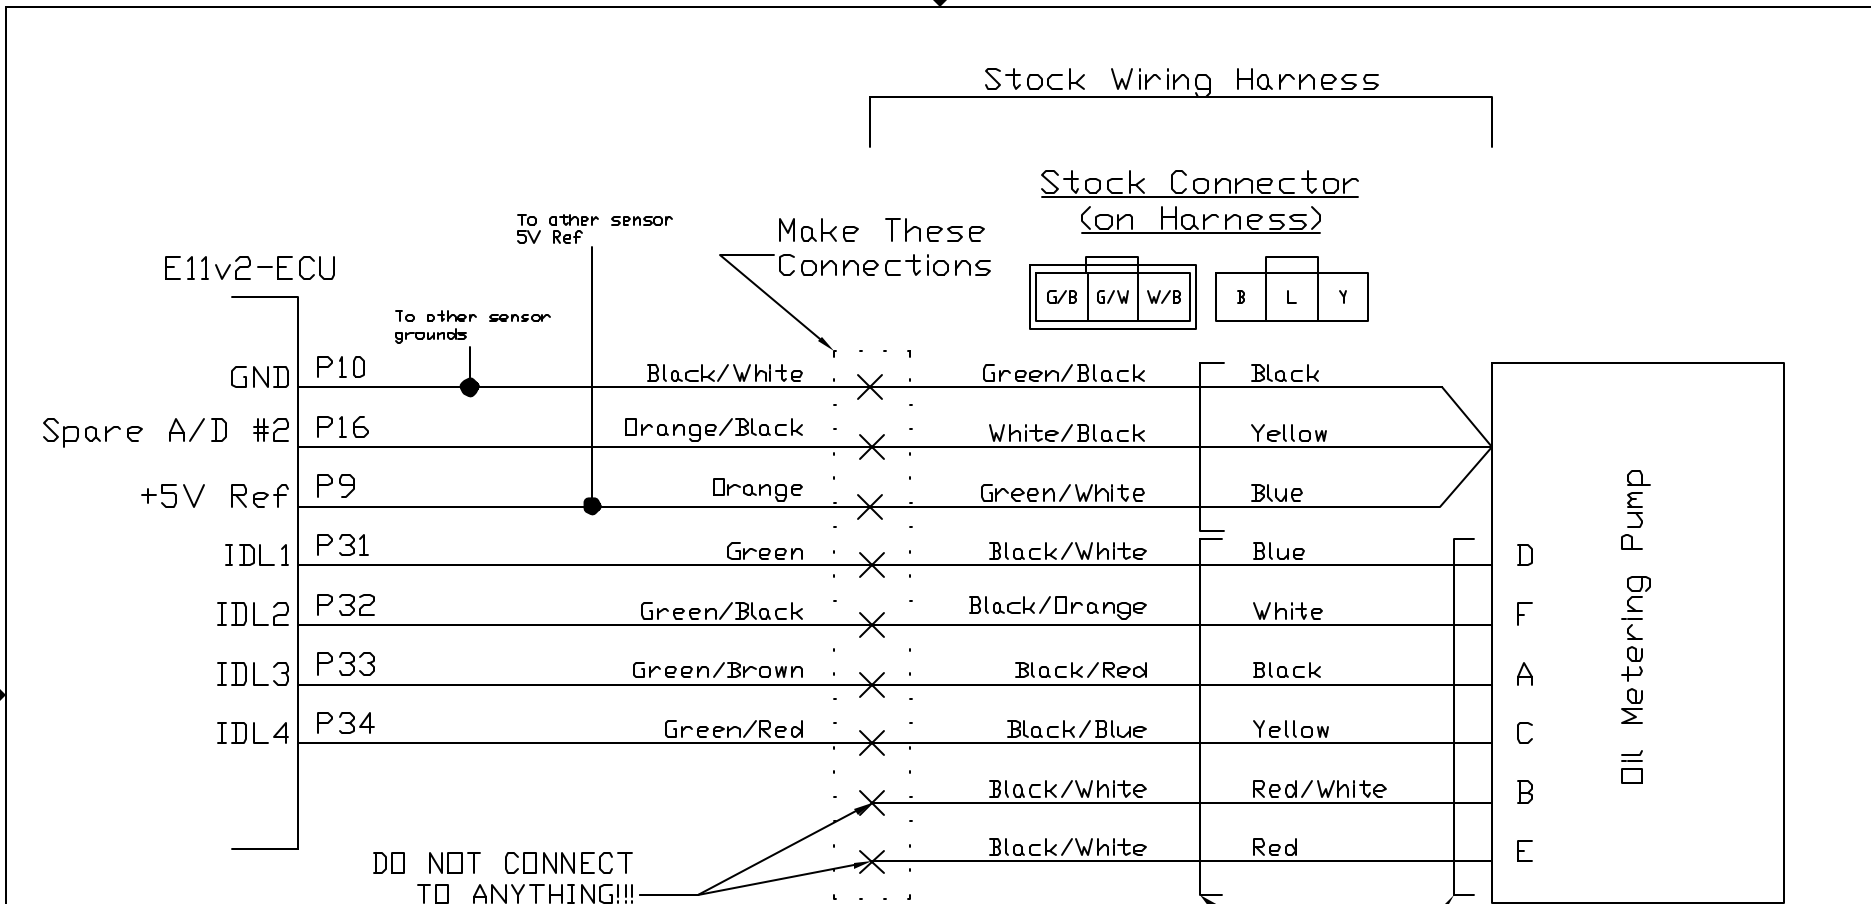 Stock Wiring Harness
Stock Connector
(on Harness)
To other sensor
5V Ref
Make These
Connections
E11v2-ECU
G/B G/W W/B B L Y
To other sensor
grounds
GND P10 Black/White Green/Black Black
Spare A/D #2 P16 Orange/Black White/Black Yellow
+5V Ref P9 Orange Green/White Blue
IDL1 P31 Green Black/White Blue D
IDL2 P32 Green/Black Black/Orange White F
IDL3 P33 Green/Brown Black/Red Black A
IDL4 P34 Green/Red Black/Blue Yellow C
Black/White Red/White B
Black/White Red E
Oil Metering Pump
DO NOT CONNECT
TO ANYTHING!!!